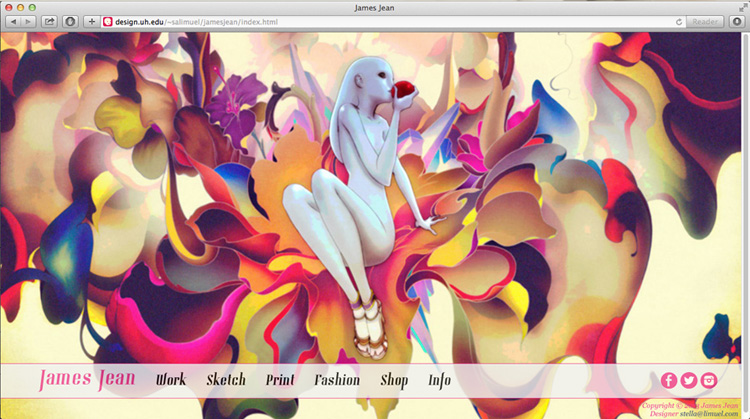 James Jean
design.uh.edu/~salimuel/jamesjean/index.html
Reader
James Jean Work Sketch Print Fashion Shop Info
Copyright © James Jean
Designer stella@limuel.com